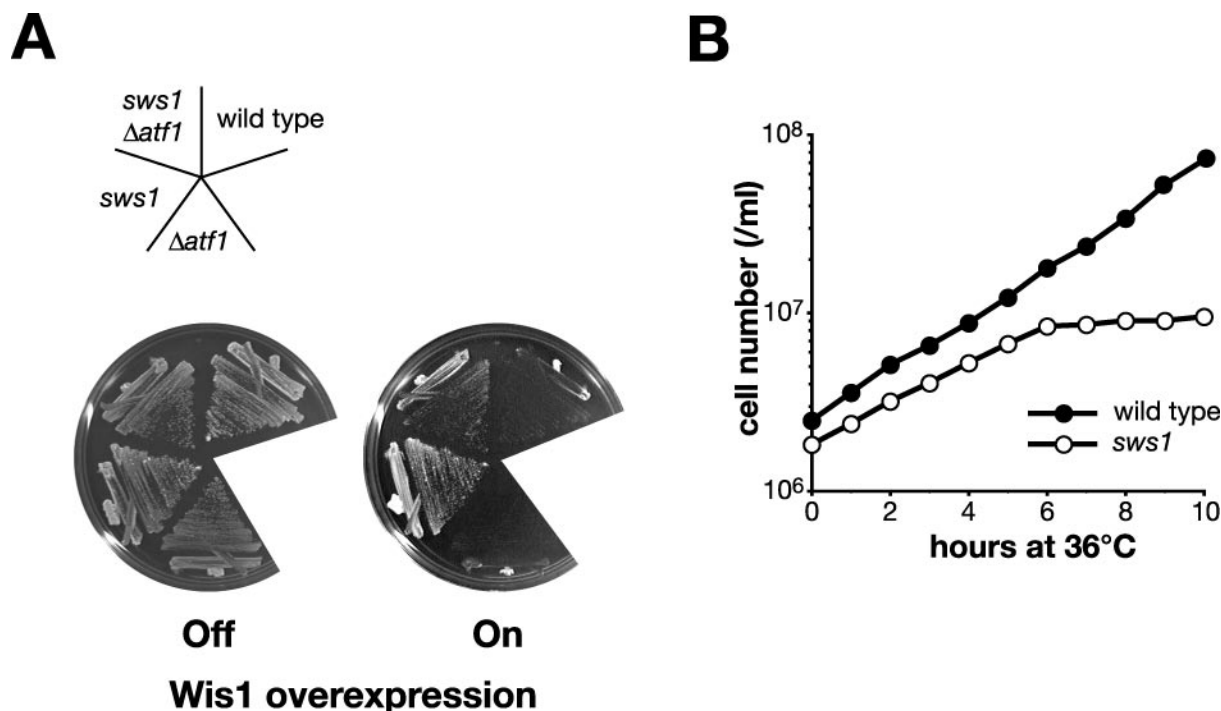 A
sws1
Δatf1
wild type
sws1
Δatf1
Off
On
Wis1 overexpression
B
cell number (/ml)
10⁸
10⁷
10⁶
wild type
sws1
0 2 4 6 8 10
hours at 36°C